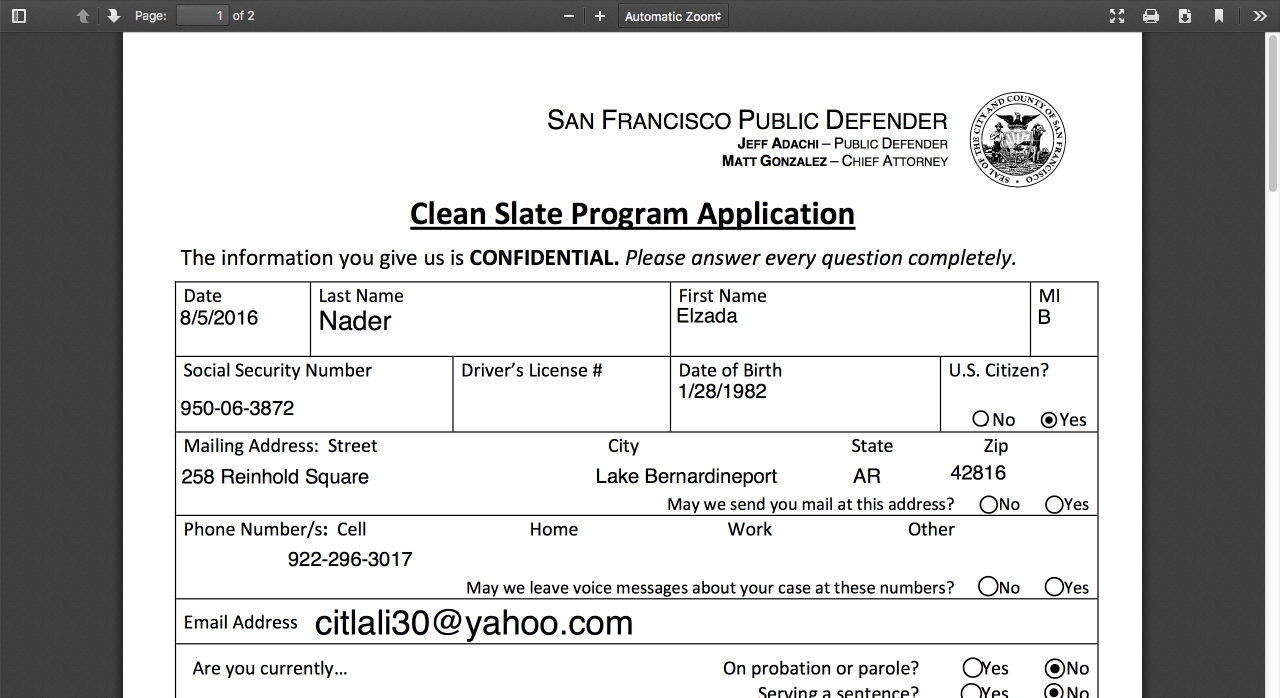 Page: 1 of 2 Automatic Zoom
SAN FRANCISCO PUBLIC DEFENDER
JEFF ADACHI – PUBLIC DEFENDER
MATT GONZALEZ – CHIEF ATTORNEY
SEAL OF THE CITY AND COUNTY OF SAN FRANCISCO
Clean Slate Program Application
The information you give us is CONFIDENTIAL. Please answer every question completely.
Date Last Name First Name MI
8/5/2016 Nader Elzada B
Social Security Number Driver's License # Date of Birth U.S. Citizen?
950-06-3872 1/28/1982
No Yes
Mailing Address: Street City State Zip
258 Reinhold Square Lake Bernardineport AR 42816
May we send you mail at this address? No Yes
Phone Number/s: Cell Home Work Other
922-296-3017
May we leave voice messages about your case at these numbers? No Yes
Email Address citlali30@yahoo.com
Are you currently... On probation or parole? Yes No
Serving a sentence? Yes No